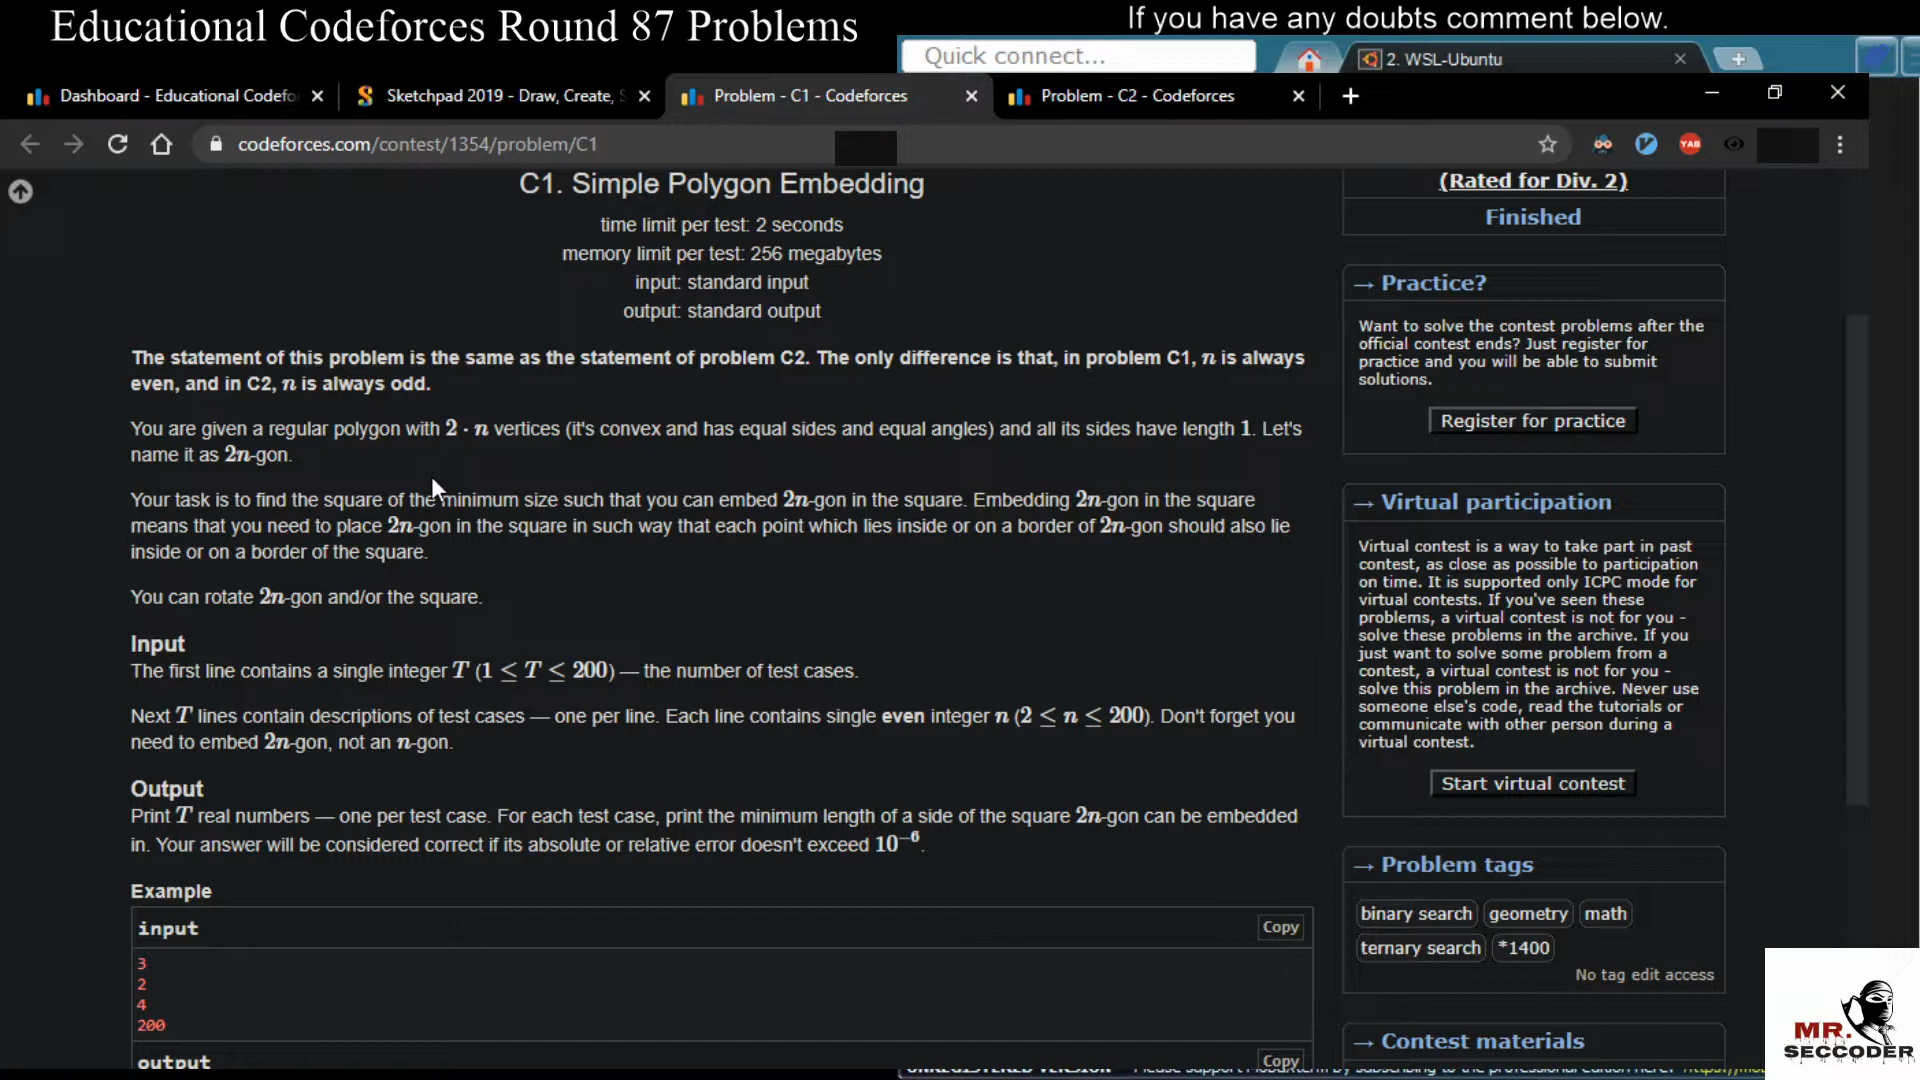 Educational Codeforces Round 87 Problems
If you have any doubts comment below.
Quick connect...
2. WSL-Ubuntu
Dashboard - Educational Codefo
Sketchpad 2019 - Draw, Create, S
Problem - C1 - Codeforces
Problem - C2 - Codeforces
codeforces.com/contest/1354/problem/C1
YAB
C1. Simple Polygon Embedding
time limit per test: 2 seconds
memory limit per test: 256 megabytes
input: standard input
output: standard output
The statement of this problem is the same as the statement of problem C2. The only difference is that, in problem C1, n is always
even, and in C2, n is always odd.
You are given a regular polygon with 2 · n vertices (it's convex and has equal sides and equal angles) and all its sides have length 1. Let's
name it as 2n-gon.
Your task is to find the square of the minimum size such that you can embed 2n-gon in the square. Embedding 2n-gon in the square
means that you need to place 2n-gon in the square in such way that each point which lies inside or on a border of 2n-gon should also lie
inside or on a border of the square.
You can rotate 2n-gon and/or the square.
Input
The first line contains a single integer T (1 ≤ T ≤ 200) — the number of test cases.
Next T lines contain descriptions of test cases — one per line. Each line contains single even integer n (2 ≤ n ≤ 200). Don't forget you
need to embed 2n-gon, not an n-gon.
Output
Print T real numbers — one per test case. For each test case, print the minimum length of a side of the square 2n-gon can be embedded
in. Your answer will be considered correct if its absolute or relative error doesn't exceed 10⁻⁶.
Example
input
Copy
3
2
4
200
output
Copy
(Rated for Div. 2)
Finished
→ Practice?
Want to solve the contest problems after the
official contest ends? Just register for
practice and you will be able to submit
solutions.
Register for practice
→ Virtual participation
Virtual contest is a way to take part in past
contest, as close as possible to participation
on time. It is supported only ICPC mode for
virtual contests. If you've seen these
problems, a virtual contest is not for you -
solve these problems in the archive. If you
just want to solve some problem from a
contest, a virtual contest is not for you -
solve this problem in the archive. Never use
someone else's code, read the tutorials or
communicate with other person during a
virtual contest.
Start virtual contest
→ Problem tags
binary search geometry math
ternary search *1400
No tag edit access
→ Contest materials
MR.
SECCODER